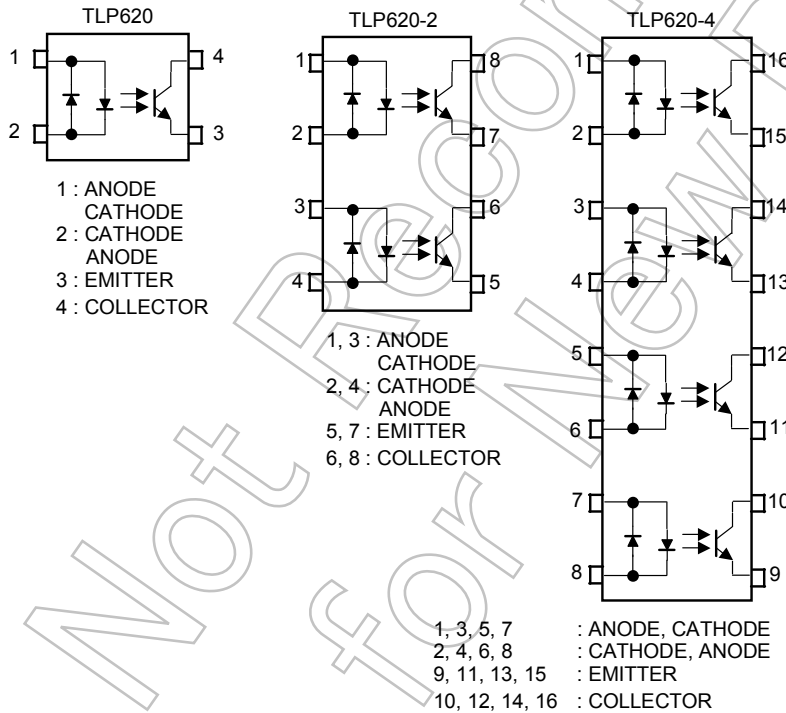 TLP620
1
4
2
3
1 : ANODE
CATHODE
2 : CATHODE
ANODE
3 : EMITTER
4 : COLLECTOR
TLP620-2
1
8
2
7
3
6
4
5
1, 3 : ANODE
CATHODE
2, 4 : CATHODE
ANODE
5, 7 : EMITTER
6, 8 : COLLECTOR
TLP620-4
1
16
2
15
3
14
4
13
5
12
6
11
7
10
8
9
1, 3, 5, 7 : ANODE, CATHODE
2, 4, 6, 8 : CATHODE, ANODE
9, 11, 13, 15 : EMITTER
10, 12, 14, 16 : COLLECTOR
Not Recom
for New